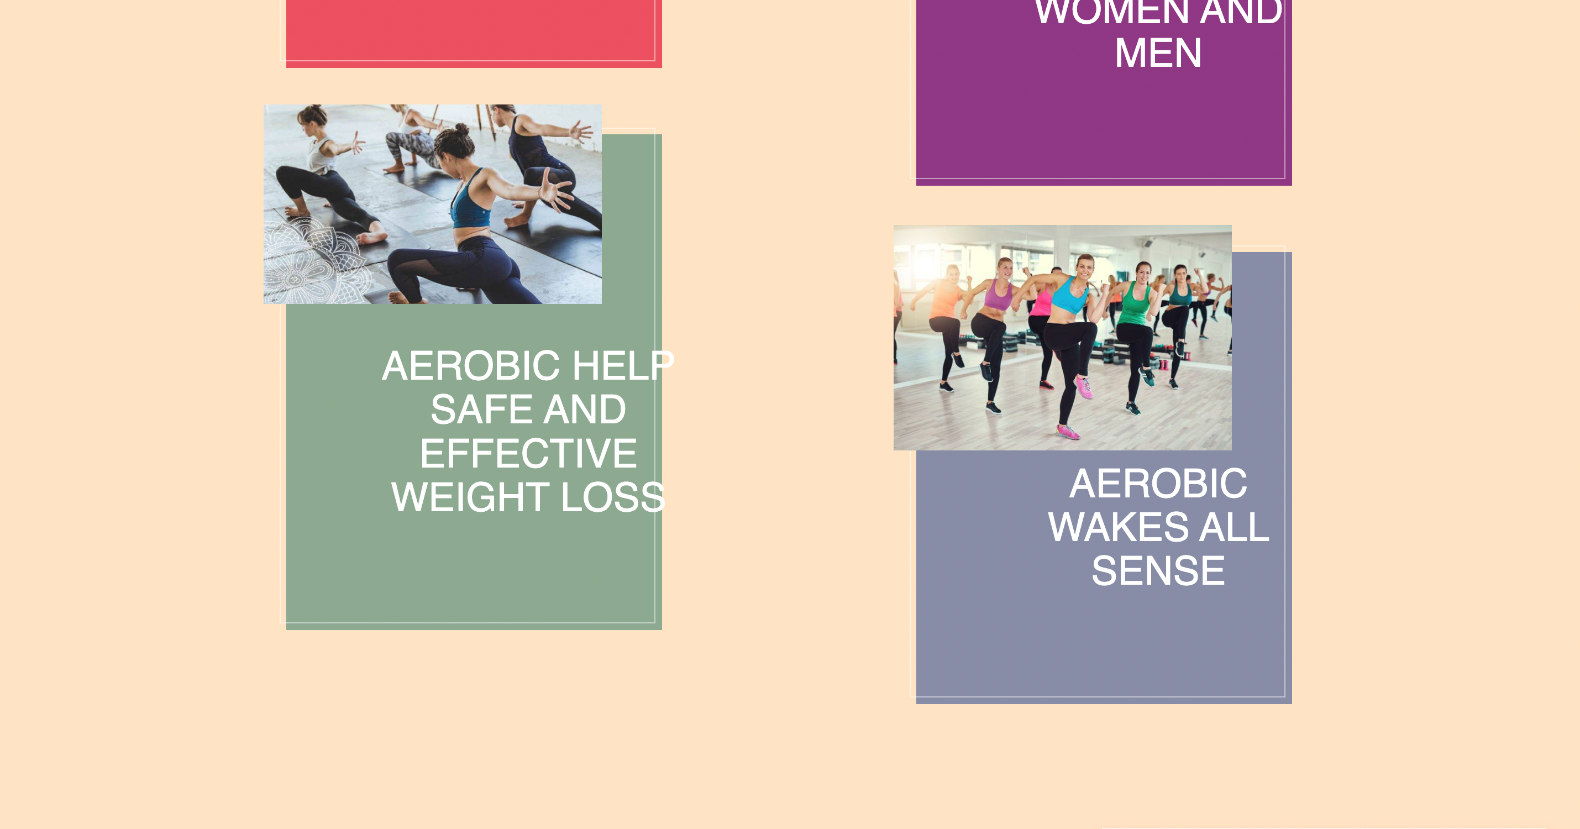 WOMEN AND
MEN
AEROBIC HELP
SAFE AND
EFFECTIVE
WEIGHT LOSS
AEROBIC
WAKES ALL
SENSE